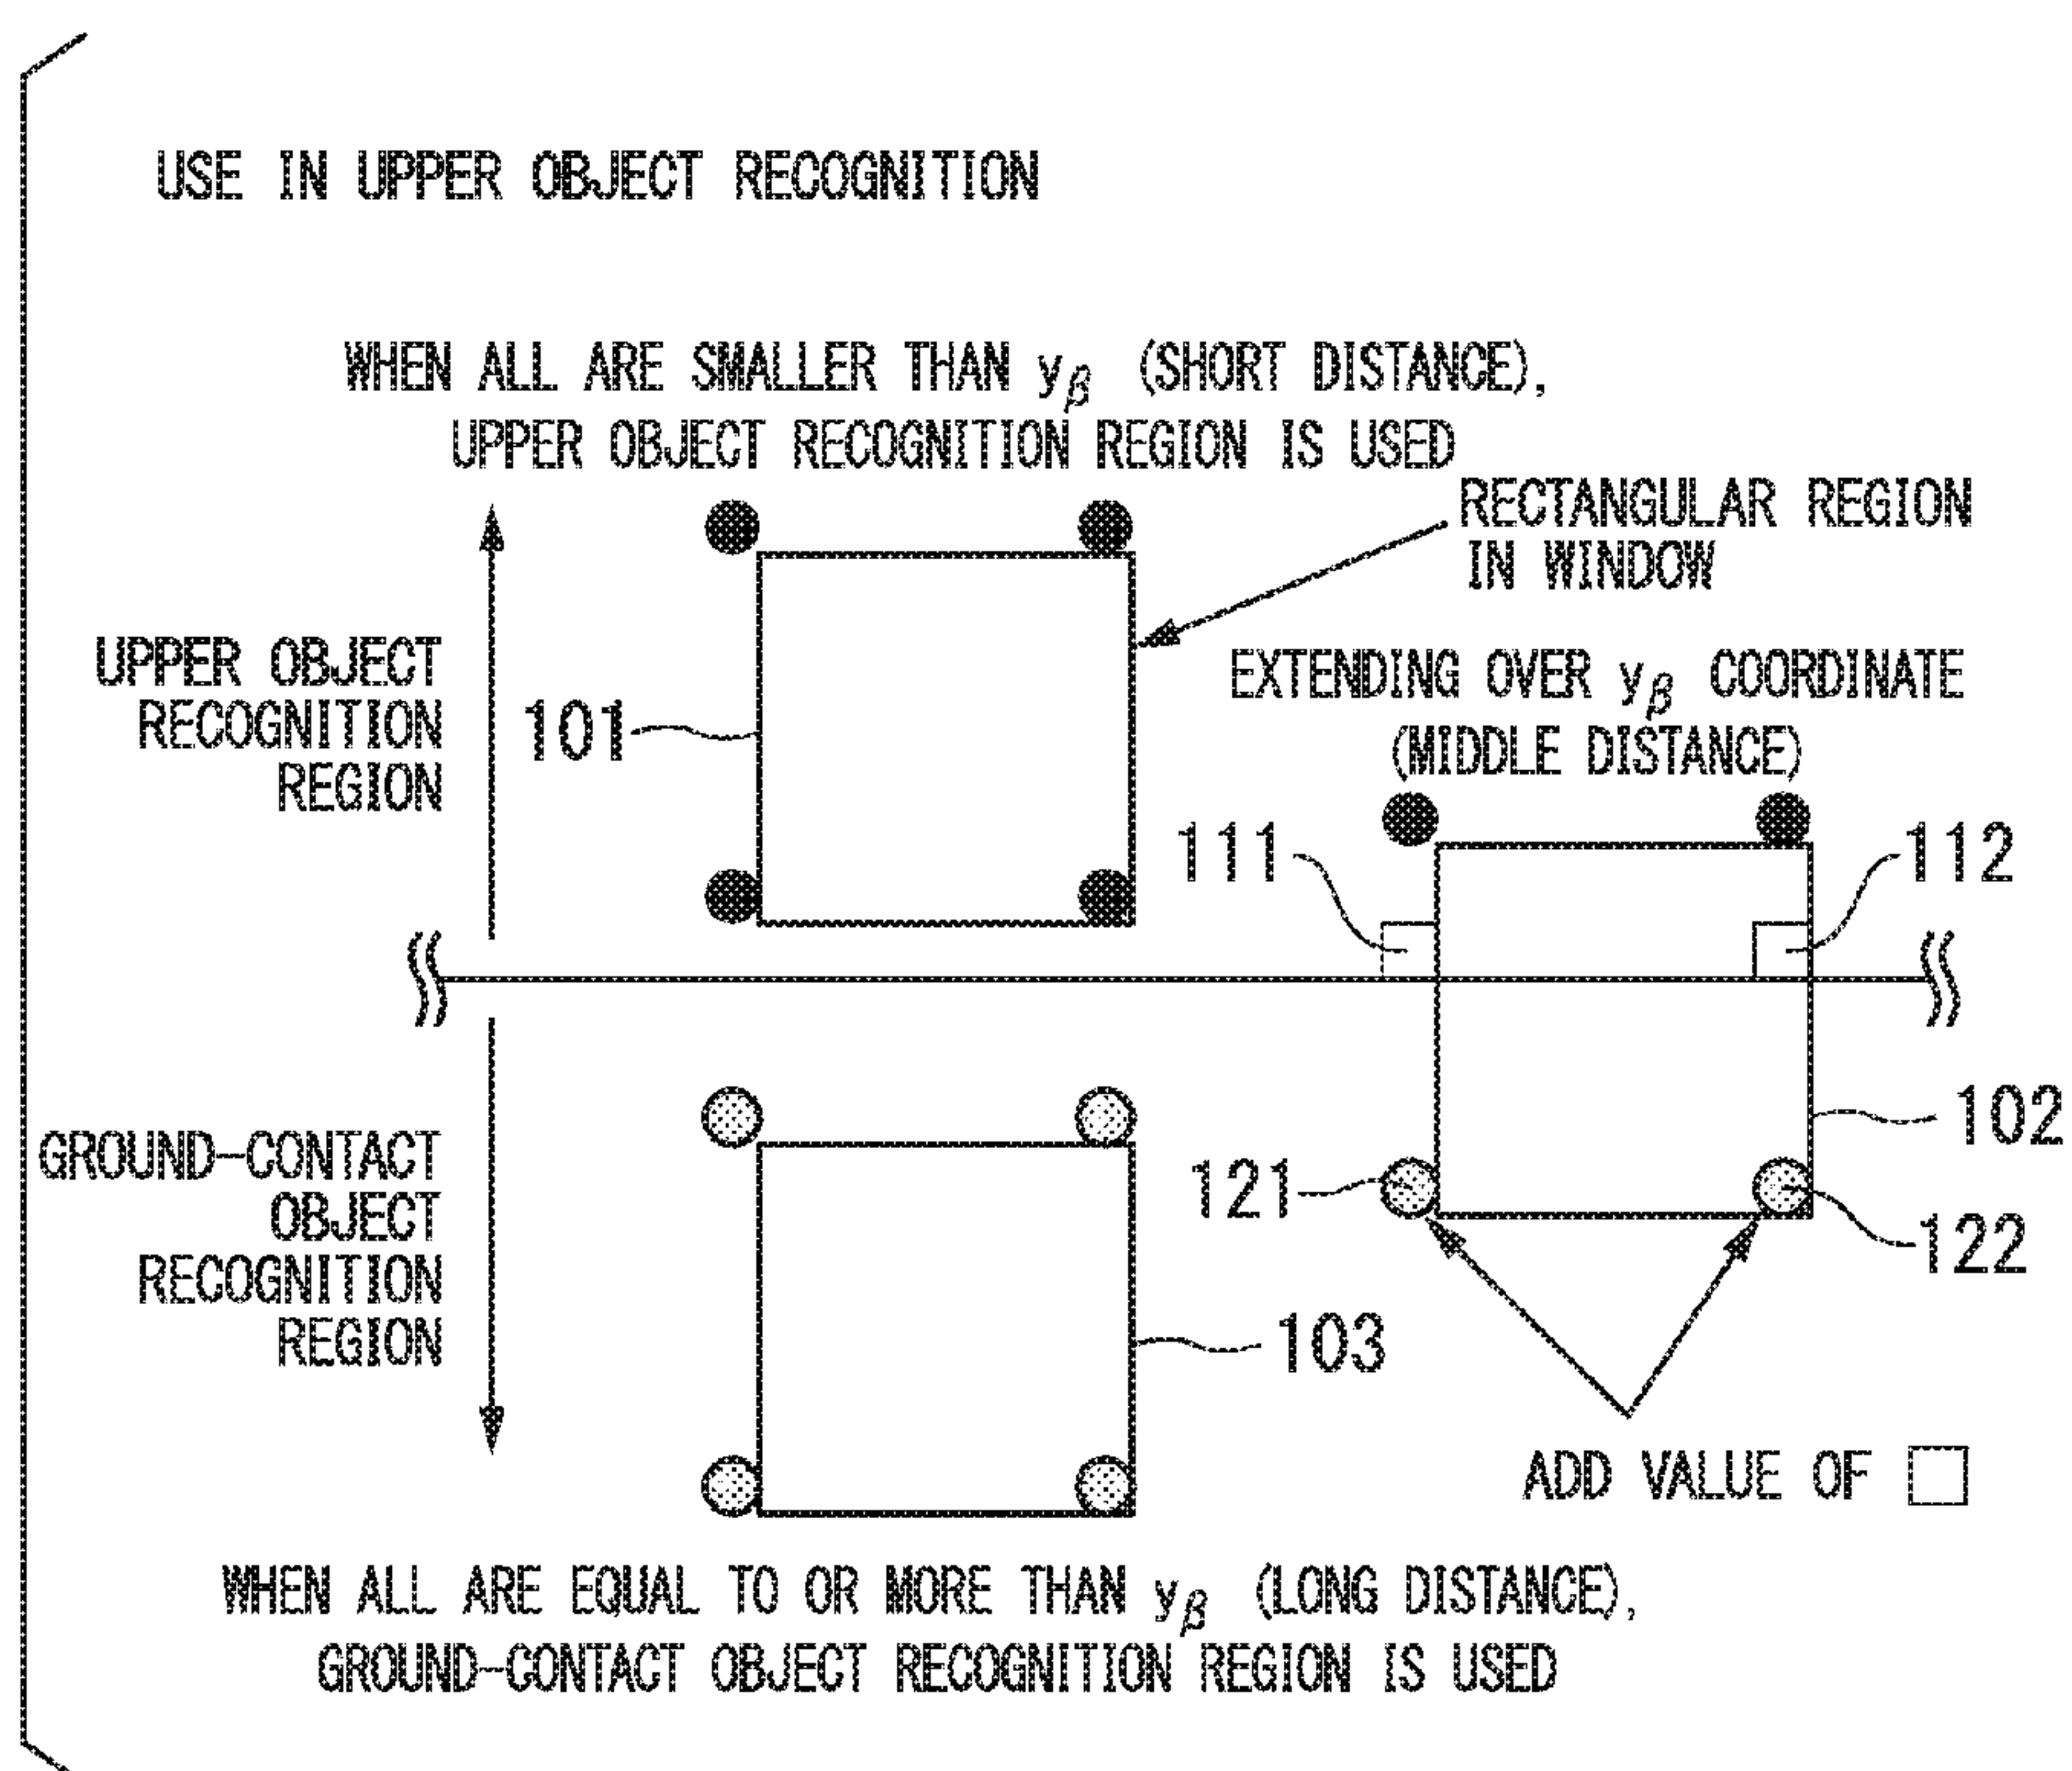 USE IN UPPER OBJECT RECOGNITION
WHEN ALL ARE SMALLER THAN yβ (SHORT DISTANCE),
UPPER OBJECT RECOGNITION REGION IS USED
RECTANGULAR REGION
IN WINDOW
UPPER OBJECT
RECOGNITION
REGION
101
EXTENDING OVER yβ COORDINATE
(MIDDLE DISTANCE)
111
112
102
GROUND-CONTACT
OBJECT
RECOGNITION
REGION
121
122
103
ADD VALUE OF
WHEN ALL ARE EQUAL TO OR MORE THAN yβ (LONG DISTANCE),
GROUND-CONTACT OBJECT RECOGNITION REGION IS USED